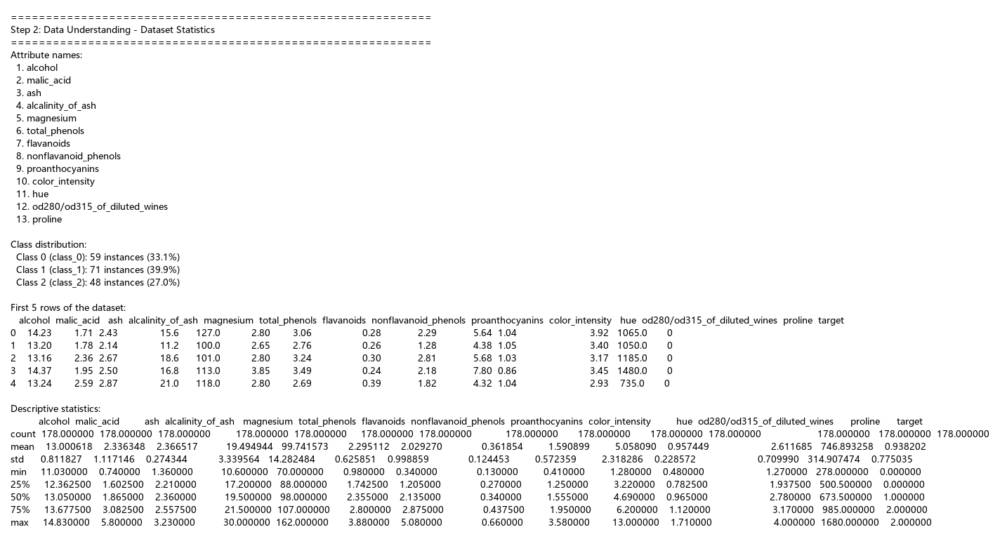 ============================================================
Step 2: Data Understanding - Dataset Statistics
============================================================
Attribute names:
1. alcohol
2. malic_acid
3. ash
4. alcalinity_of_ash
5. magnesium
6. total_phenols
7. flavanoids
8. nonflavanoid_phenols
9. proanthocyanins
10. color_intensity
11. hue
12. od280/od315_of_diluted_wines
13. proline
Class distribution:
Class 0 (class_0): 59 instances (33.1%)
Class 1 (class_1): 71 instances (39.9%)
Class 2 (class_2): 48 instances (27.0%)
First 5 rows of the dataset:
alcohol malic_acid ash alcalinity_of_ash magnesium total_phenols flavanoids nonflavanoid_phenols proanthocyanins color_intensity hue od280/od315_of_diluted_wines proline target
0 14.23 1.71 2.43 15.6 127.0 2.80 3.06 0.28 2.29 5.64 1.04 3.92 1065.0 0
1 13.20 1.78 2.14 11.2 100.0 2.65 2.76 0.26 1.28 4.38 1.05 3.40 1050.0 0
2 13.16 2.36 2.67 18.6 101.0 2.80 3.24 0.30 2.81 5.68 1.03 3.17 1185.0 0
3 14.37 1.95 2.50 16.8 113.0 3.85 3.49 0.24 2.18 7.80 0.86 3.45 1480.0 0
4 13.24 2.59 2.87 21.0 118.0 2.80 2.69 0.39 1.82 4.32 1.04 2.93 735.0 0
Descriptive statistics:
alcohol malic_acid ash alcalinity_of_ash magnesium total_phenols flavanoids nonflavanoid_phenols proanthocyanins color_intensity hue od280/od315_of_diluted_wines proline target
count 178.000000 178.000000 178.000000 178.000000 178.000000 178.000000 178.000000 178.000000 178.000000 178.000000 178.000000 178.000000 178.000000 178.000000
mean 13.000618 2.336348 2.366517 19.494944 99.741573 2.295112 2.029270 0.361854 1.590899 5.058090 0.957449 2.611685 746.893258 0.938202
std 0.811827 1.117146 0.274344 3.339564 14.282484 0.625851 0.998859 0.124453 0.572359 2.318286 0.228572 0.709990 314.907474 0.775035
min 11.030000 0.740000 1.360000 10.600000 70.000000 0.980000 0.340000 0.130000 0.410000 1.280000 0.480000 1.270000 278.000000 0.000000
25% 12.362500 1.602500 2.210000 17.200000 88.000000 1.742500 1.205000 0.270000 1.250000 3.220000 0.782500 1.937500 500.500000 0.000000
50% 13.050000 1.865000 2.360000 19.500000 98.000000 2.355000 2.135000 0.340000 1.555000 4.690000 0.965000 2.780000 673.500000 1.000000
75% 13.677500 3.082500 2.557500 21.500000 107.000000 2.800000 2.875000 0.437500 1.950000 6.200000 1.120000 3.170000 985.000000 2.000000
max 14.830000 5.800000 3.230000 30.000000 162.000000 3.880000 5.080000 0.660000 3.580000 13.000000 1.710000 4.000000 1680.000000 2.000000